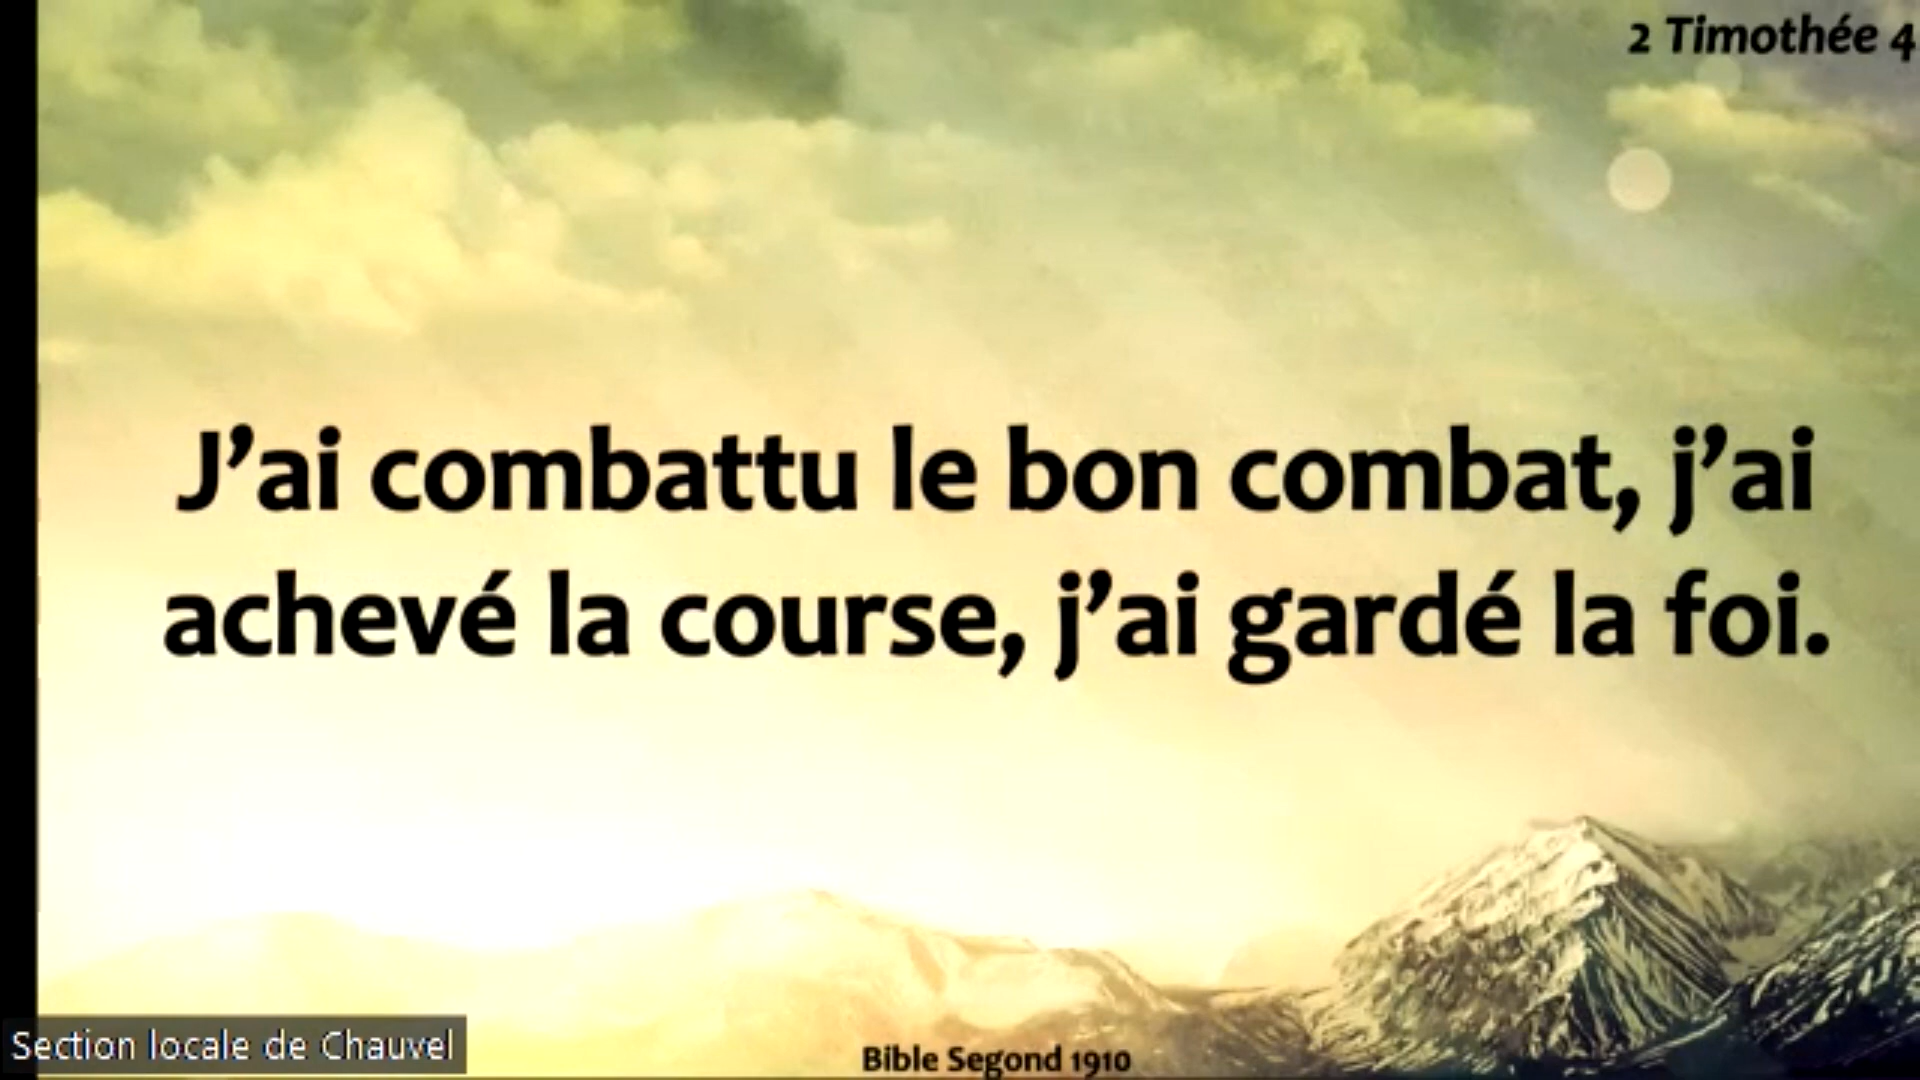 2 Timothée 4
J’ai combattu le bon combat, j’ai
achevé la course, j’ai gardé la foi.
Section locale de Chauvel
Bible Segond 1910